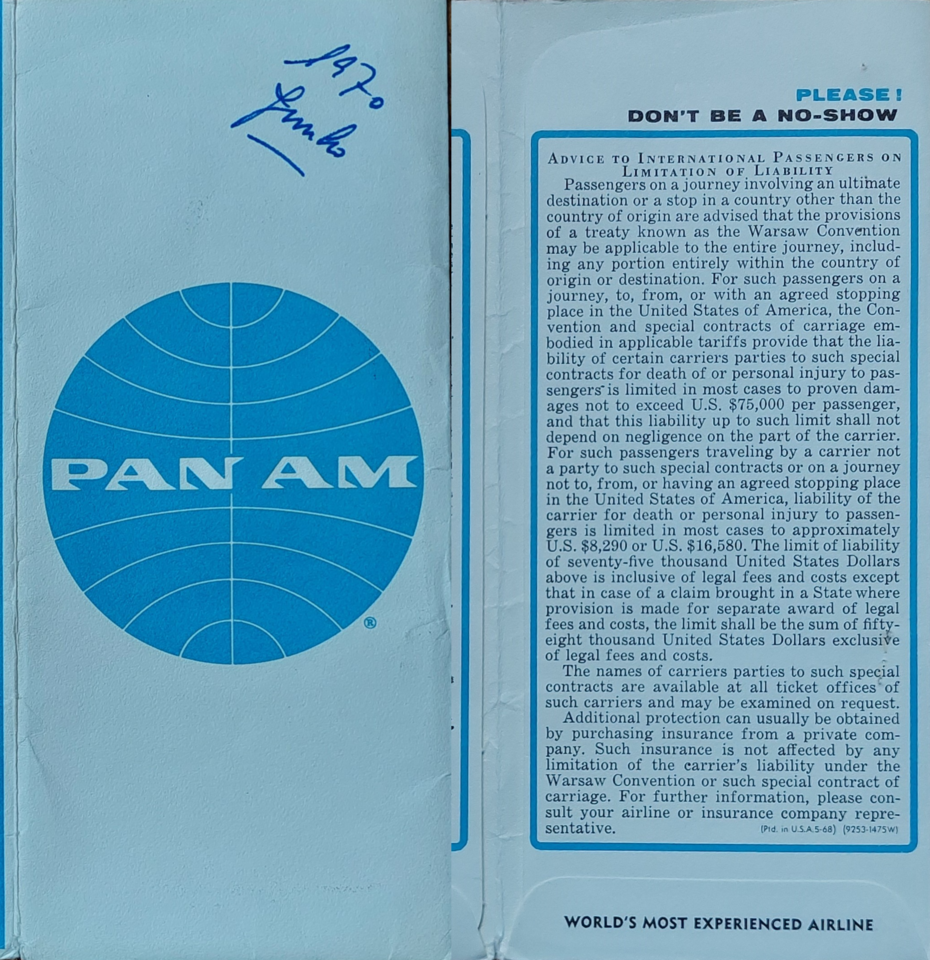 1970
PAN AM
®
PLEASE!
DON'T BE A NO-SHOW
ADVICE TO INTERNATIONAL PASSENGERS ON
LIMITATION OF LIABILITY
Passengers on a journey involving an ultimate
destination or a stop in a country other than the
country of origin are advised that the provisions
of a treaty known as the Warsaw Convention
may be applicable to the entire journey, includ-
ing any portion entirely within the country of
origin or destination. For such passengers on a
journey, to, from, or with an agreed stopping
place in the United States of America, the Con-
vention and special contracts of carriage em-
bodied in applicable tariffs provide that the lia-
bility of certain carriers parties to such special
contracts for death of or personal injury to pas-
sengers is limited in most cases to proven dam-
ages not to exceed U.S. $75,000 per passenger,
and that this liability up to such limit shall not
depend on negligence on the part of the carrier.
For such passengers traveling by a carrier not
a party to such special contracts or on a journey
not to, from, or having an agreed stopping place
in the United States of America, liability of the
carrier for death or personal injury to passen-
gers is limited in most cases to approximately
U.S. $8,290 or U.S. $16,580. The limit of liability
of seventy-five thousand United States Dollars
above is inclusive of legal fees and costs except
that in case of a claim brought in a State where
provision is made for separate award of legal
fees and costs, the limit shall be the sum of fifty-
eight thousand United States Dollars exclusive
of legal fees and costs.
The names of carriers parties to such special
contracts are available at all ticket offices of
such carriers and may be examined on request.
Additional protection can usually be obtained
by purchasing insurance from a private com-
pany. Such insurance is not affected by any
limitation of the carrier's liability under the
Warsaw Convention or such special contract of
carriage. For further information, please con-
sult your airline or insurance company repre-
sentative. (Ptd. in U.S.A. 5-68) (9253-1475W)
WORLD'S MOST EXPERIENCED AIRLINE